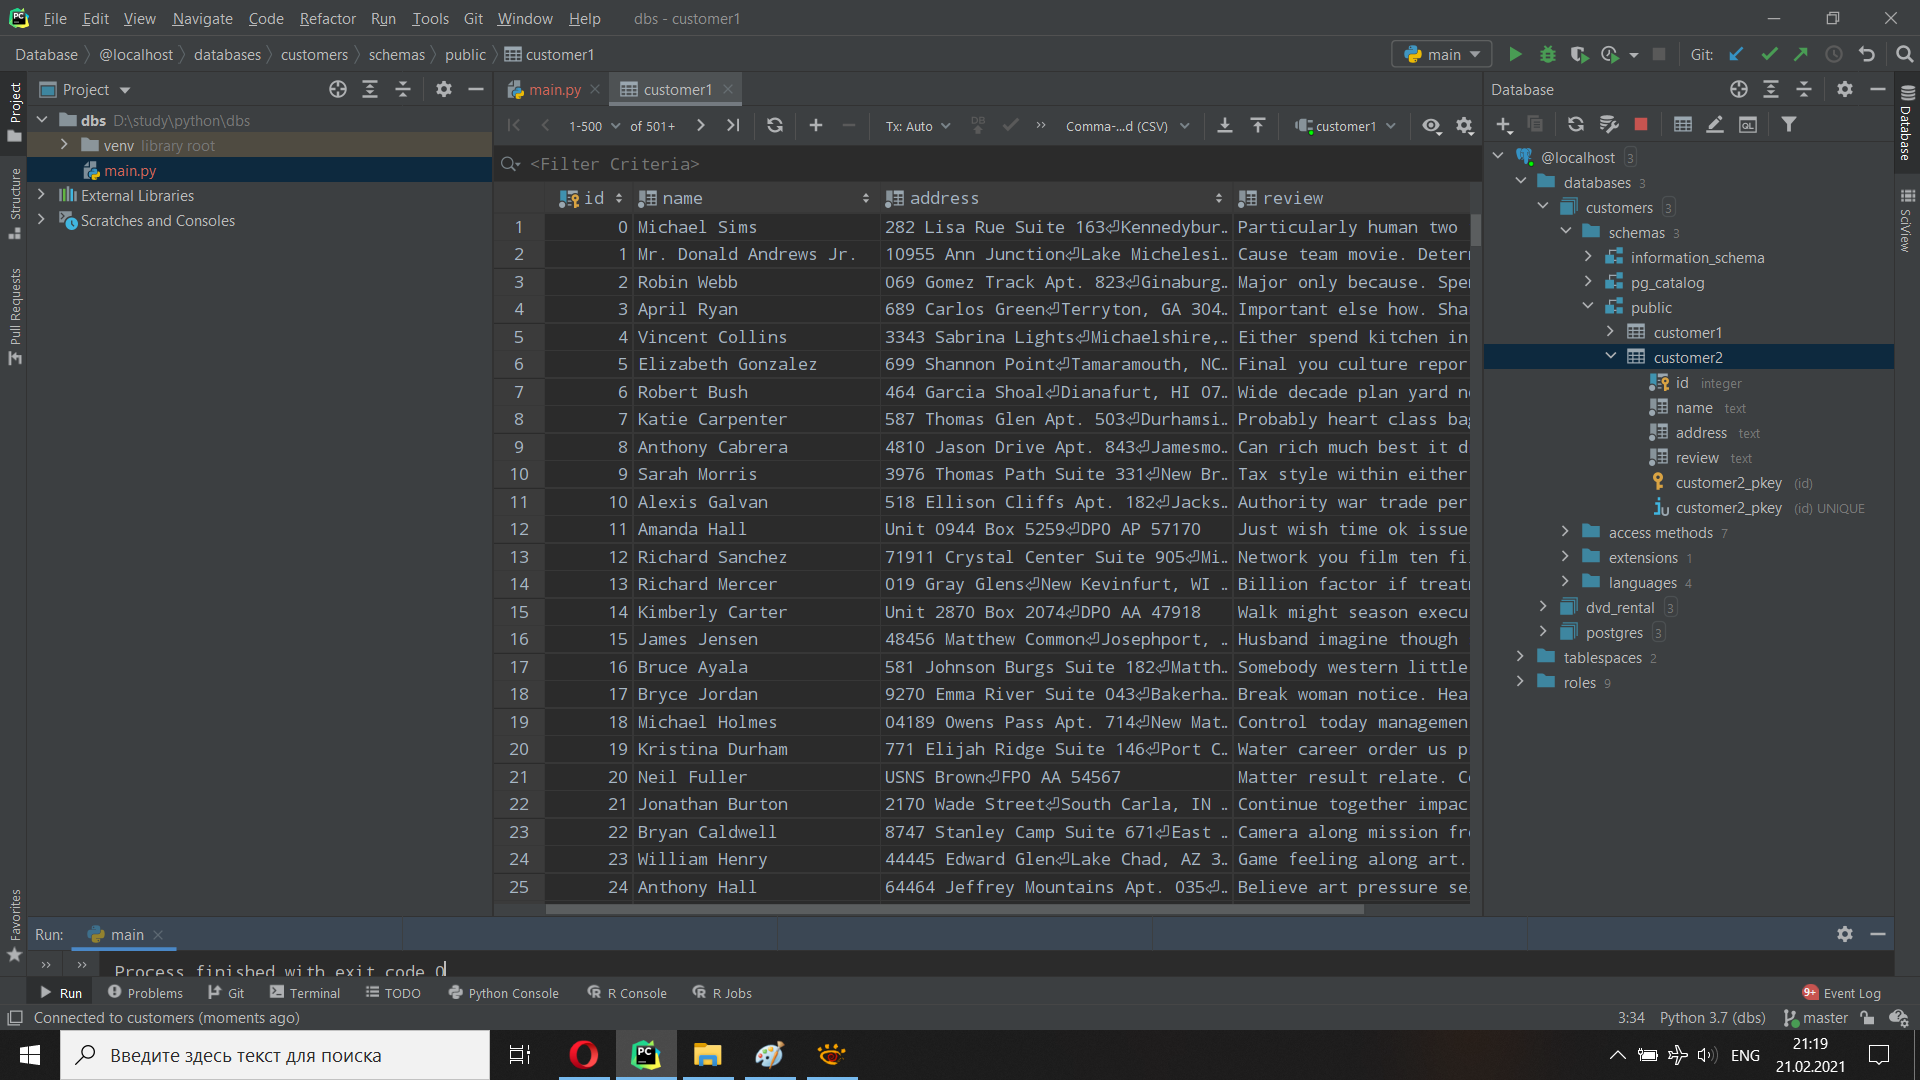 File Edit View Navigate Code Refactor Run Tools Git Window Help dbs - customer1
Database @localhost databases customers schemas public customer1 main Git:
Project
dbs D:\study\python\dbs
venv library root
main.py
External Libraries
Scratches and Consoles
Project
Structure
Pull Requests
Favorites
main.py customer1
1-500 of 501+ Tx: Auto DB Comma-...d (CSV) customer1
<Filter Criteria>
id name address review
1 0 Michael Sims 282 Lisa Rue Suite 163⏎Kennedybur… Particularly human two
2 1 Mr. Donald Andrews Jr. 10955 Ann Junction⏎Lake Michelesi… Cause team movie. Deter
3 2 Robin Webb 069 Gomez Track Apt. 823⏎Ginaburg… Major only because. Spe
4 3 April Ryan 689 Carlos Green⏎Terryton, GA 304… Important else how. Sha
5 4 Vincent Collins 3343 Sabrina Lights⏎Michaelshire,… Either spend kitchen in
6 5 Elizabeth Gonzalez 699 Shannon Point⏎Tamaramouth, NC… Final you culture repor
7 6 Robert Bush 464 Garcia Shoal⏎Dianafurt, HI 07… Wide decade plan yard n
8 7 Katie Carpenter 587 Thomas Glen Apt. 503⏎Durhamsi… Probably heart class ba
9 8 Anthony Cabrera 4810 Jason Drive Apt. 843⏎Jamesmo… Can rich much best it d
10 9 Sarah Morris 3976 Thomas Path Suite 331⏎New Br… Tax style within either
11 10 Alexis Galvan 518 Ellison Cliffs Apt. 182⏎Jacks… Authority war trade per
12 11 Amanda Hall Unit 0944 Box 5259⏎DPO AP 57170 Just wish time ok issue
13 12 Richard Sanchez 71911 Crystal Center Suite 905⏎Mi… Network you film ten fi
14 13 Richard Mercer 019 Gray Glens⏎New Kevinfurt, WI … Billion factor if treat
15 14 Kimberly Carter Unit 2870 Box 2074⏎DPO AA 47918 Walk might season execu
16 15 James Jensen 48456 Matthew Common⏎Josephport, … Husband imagine though
17 16 Bruce Ayala 581 Johnson Burgs Suite 182⏎Matth… Somebody western little
18 17 Bryce Jordan 9270 Emma River Suite 043⏎Bakerha… Break woman notice. Hea
19 18 Michael Holmes 04189 Owens Pass Apt. 714⏎New Mat… Control today managemen
20 19 Kristina Durham 771 Elijah Ridge Suite 146⏎Port C… Water career order us p
21 20 Neil Fuller USNS Brown⏎FPO AA 54567 Matter result relate. C
22 21 Jonathan Burton 2170 Wade Street⏎South Carla, IN … Continue together impac
23 22 Bryan Caldwell 8747 Stanley Camp Suite 671⏎East … Camera along mission fr
24 23 William Henry 44445 Edward Glen⏎Lake Chad, AZ 3… Game feeling along art.
25 24 Anthony Hall 64464 Jeffrey Mountains Apt. 035⏎… Believe art pressure se
Database
QL
@localhost 3
databases 3
customers 3
schemas 3
information_schema
pg_catalog
public
customer1
customer2
id integer
name text
address text
review text
customer2_pkey (id)
customer2_pkey (id) UNIQUE
access methods 7
extensions 1
languages 4
dvd_rental 3
postgres 3
tablespaces 2
roles 9
Database
SciView
Run: main
Process finished with exit code 0
Run Problems Git Terminal TODO Python Console R Console R Jobs 9+ Event Log
Connected to customers (moments ago) 3:34 Python 3.7 (dbs) master
Введите здесь текст для поиска ENG 21:19
21.02.2021